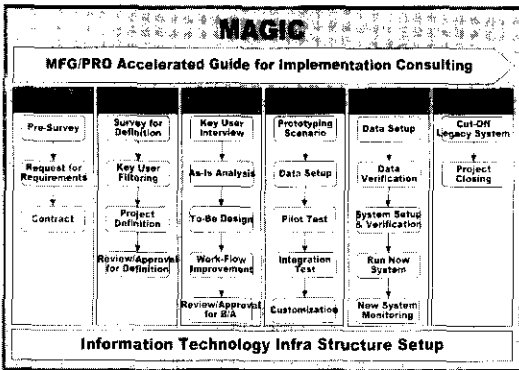 MAGIC
MFG/PRO Accelerated Guide for Implementation Consulting
Pre-Survey
Request for
Requirements
Contract
Survey for
Definition
Key User
Filtering
Project
Definition
Review/Approval
for Definition
Key User
Interview
As-Is Analysis
To-Be Design
Work-Flow
Improvement
Review/Approval
for B/A
Prototyping
Scenario
Data Setup
Pilot Test
Integration
Test
Customization
Data Setup
Data
Verification
System Setup
& Verification
Run Now
System
Now System
Monitoring
Cut-Off
Legacy System
Project
Closing
Information Technology Infra Structure Setup